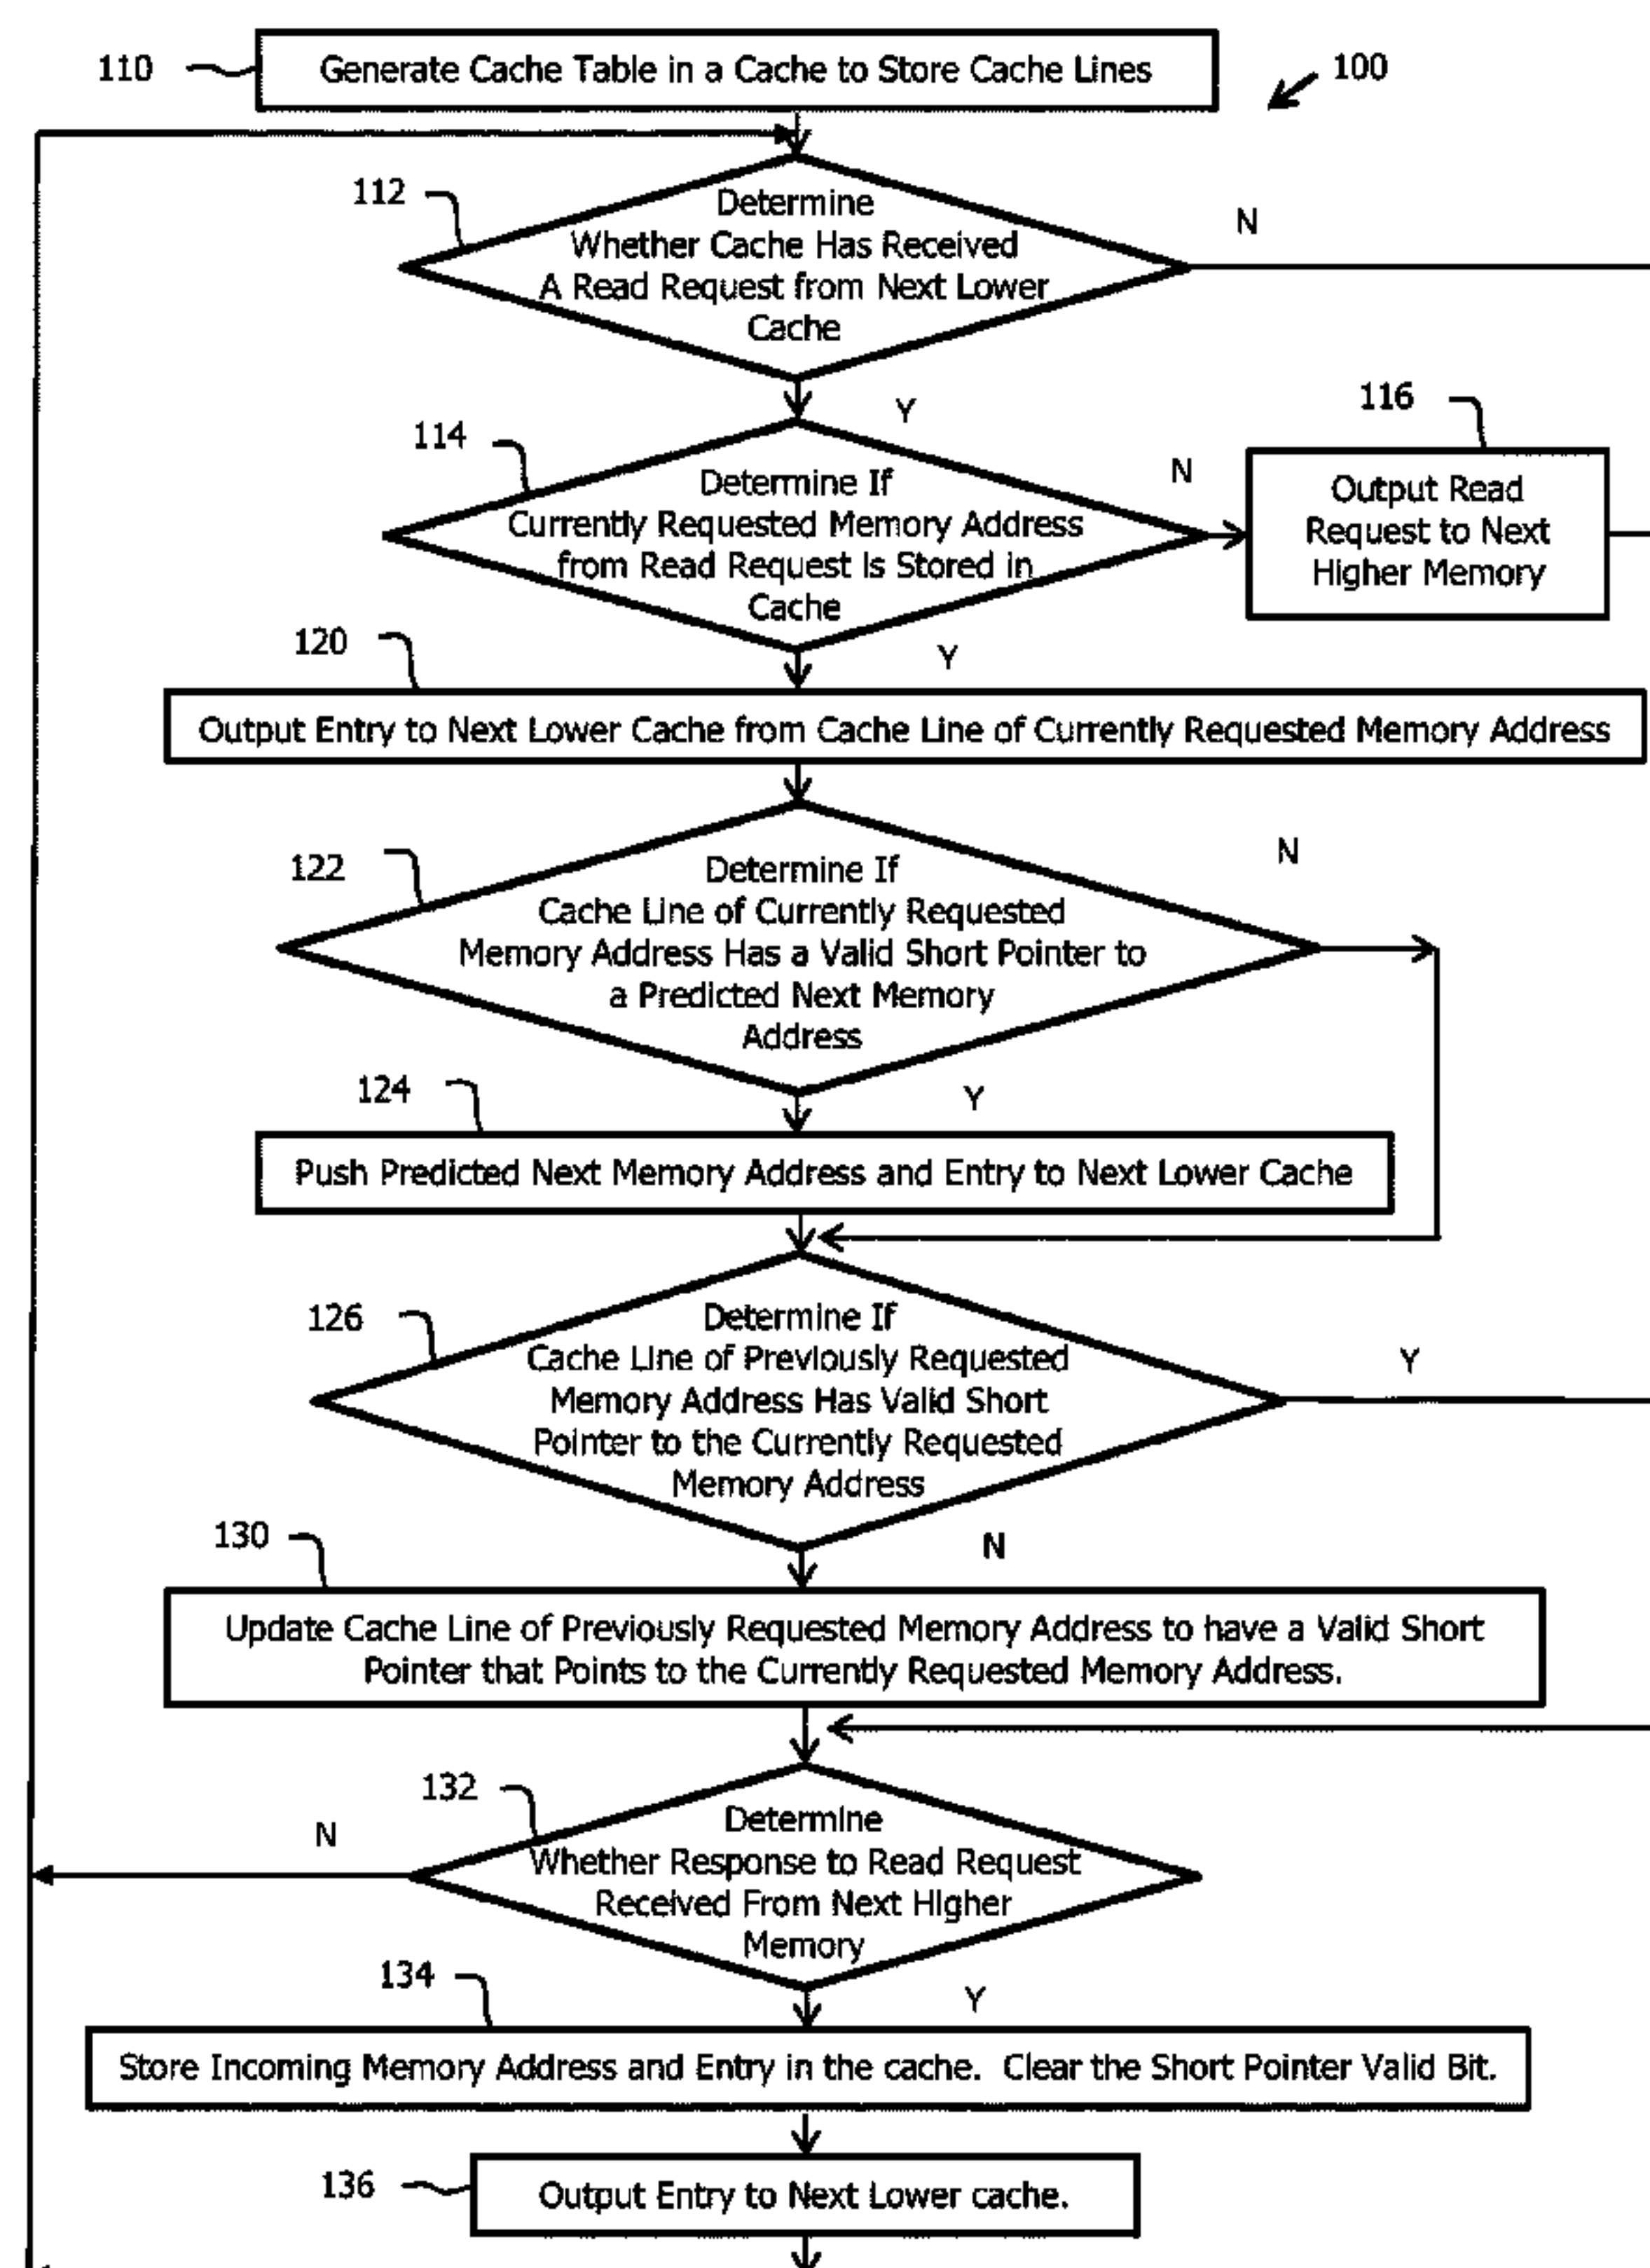 110
Generate Cache Table in a Cache to Store Cache Lines
100
112
Determine
Whether Cache Has Received
A Read Request from Next Lower
Cache
N
Y
114
Determine If
Currently Requested Memory Address
from Read Request is Stored in
Cache
N
116
Output Read
Request to Next
Higher Memory
Y
120
Output Entry to Next Lower Cache from Cache Line of Currently Requested Memory Address
122
Determine If
Cache Line of Currently Requested
Memory Address Has a Valid Short Pointer to
a Predicted Next Memory
Address
N
Y
124
Push Predicted Next Memory Address and Entry to Next Lower Cache
126
Determine If
Cache Line of Previously Requested
Memory Address Has Valid Short
Pointer to the Currently Requested
Memory Address
Y
N
130
Update Cache Line of Previously Requested Memory Address to have a Valid Short
Pointer that Points to the Currently Requested Memory Address.
132
Determine
Whether Response to Read Request
Received From Next Higher
Memory
N
Y
134
Store Incoming Memory Address and Entry in the cache. Clear the Short Pointer Valid Bit.
136
Output Entry to Next Lower cache.